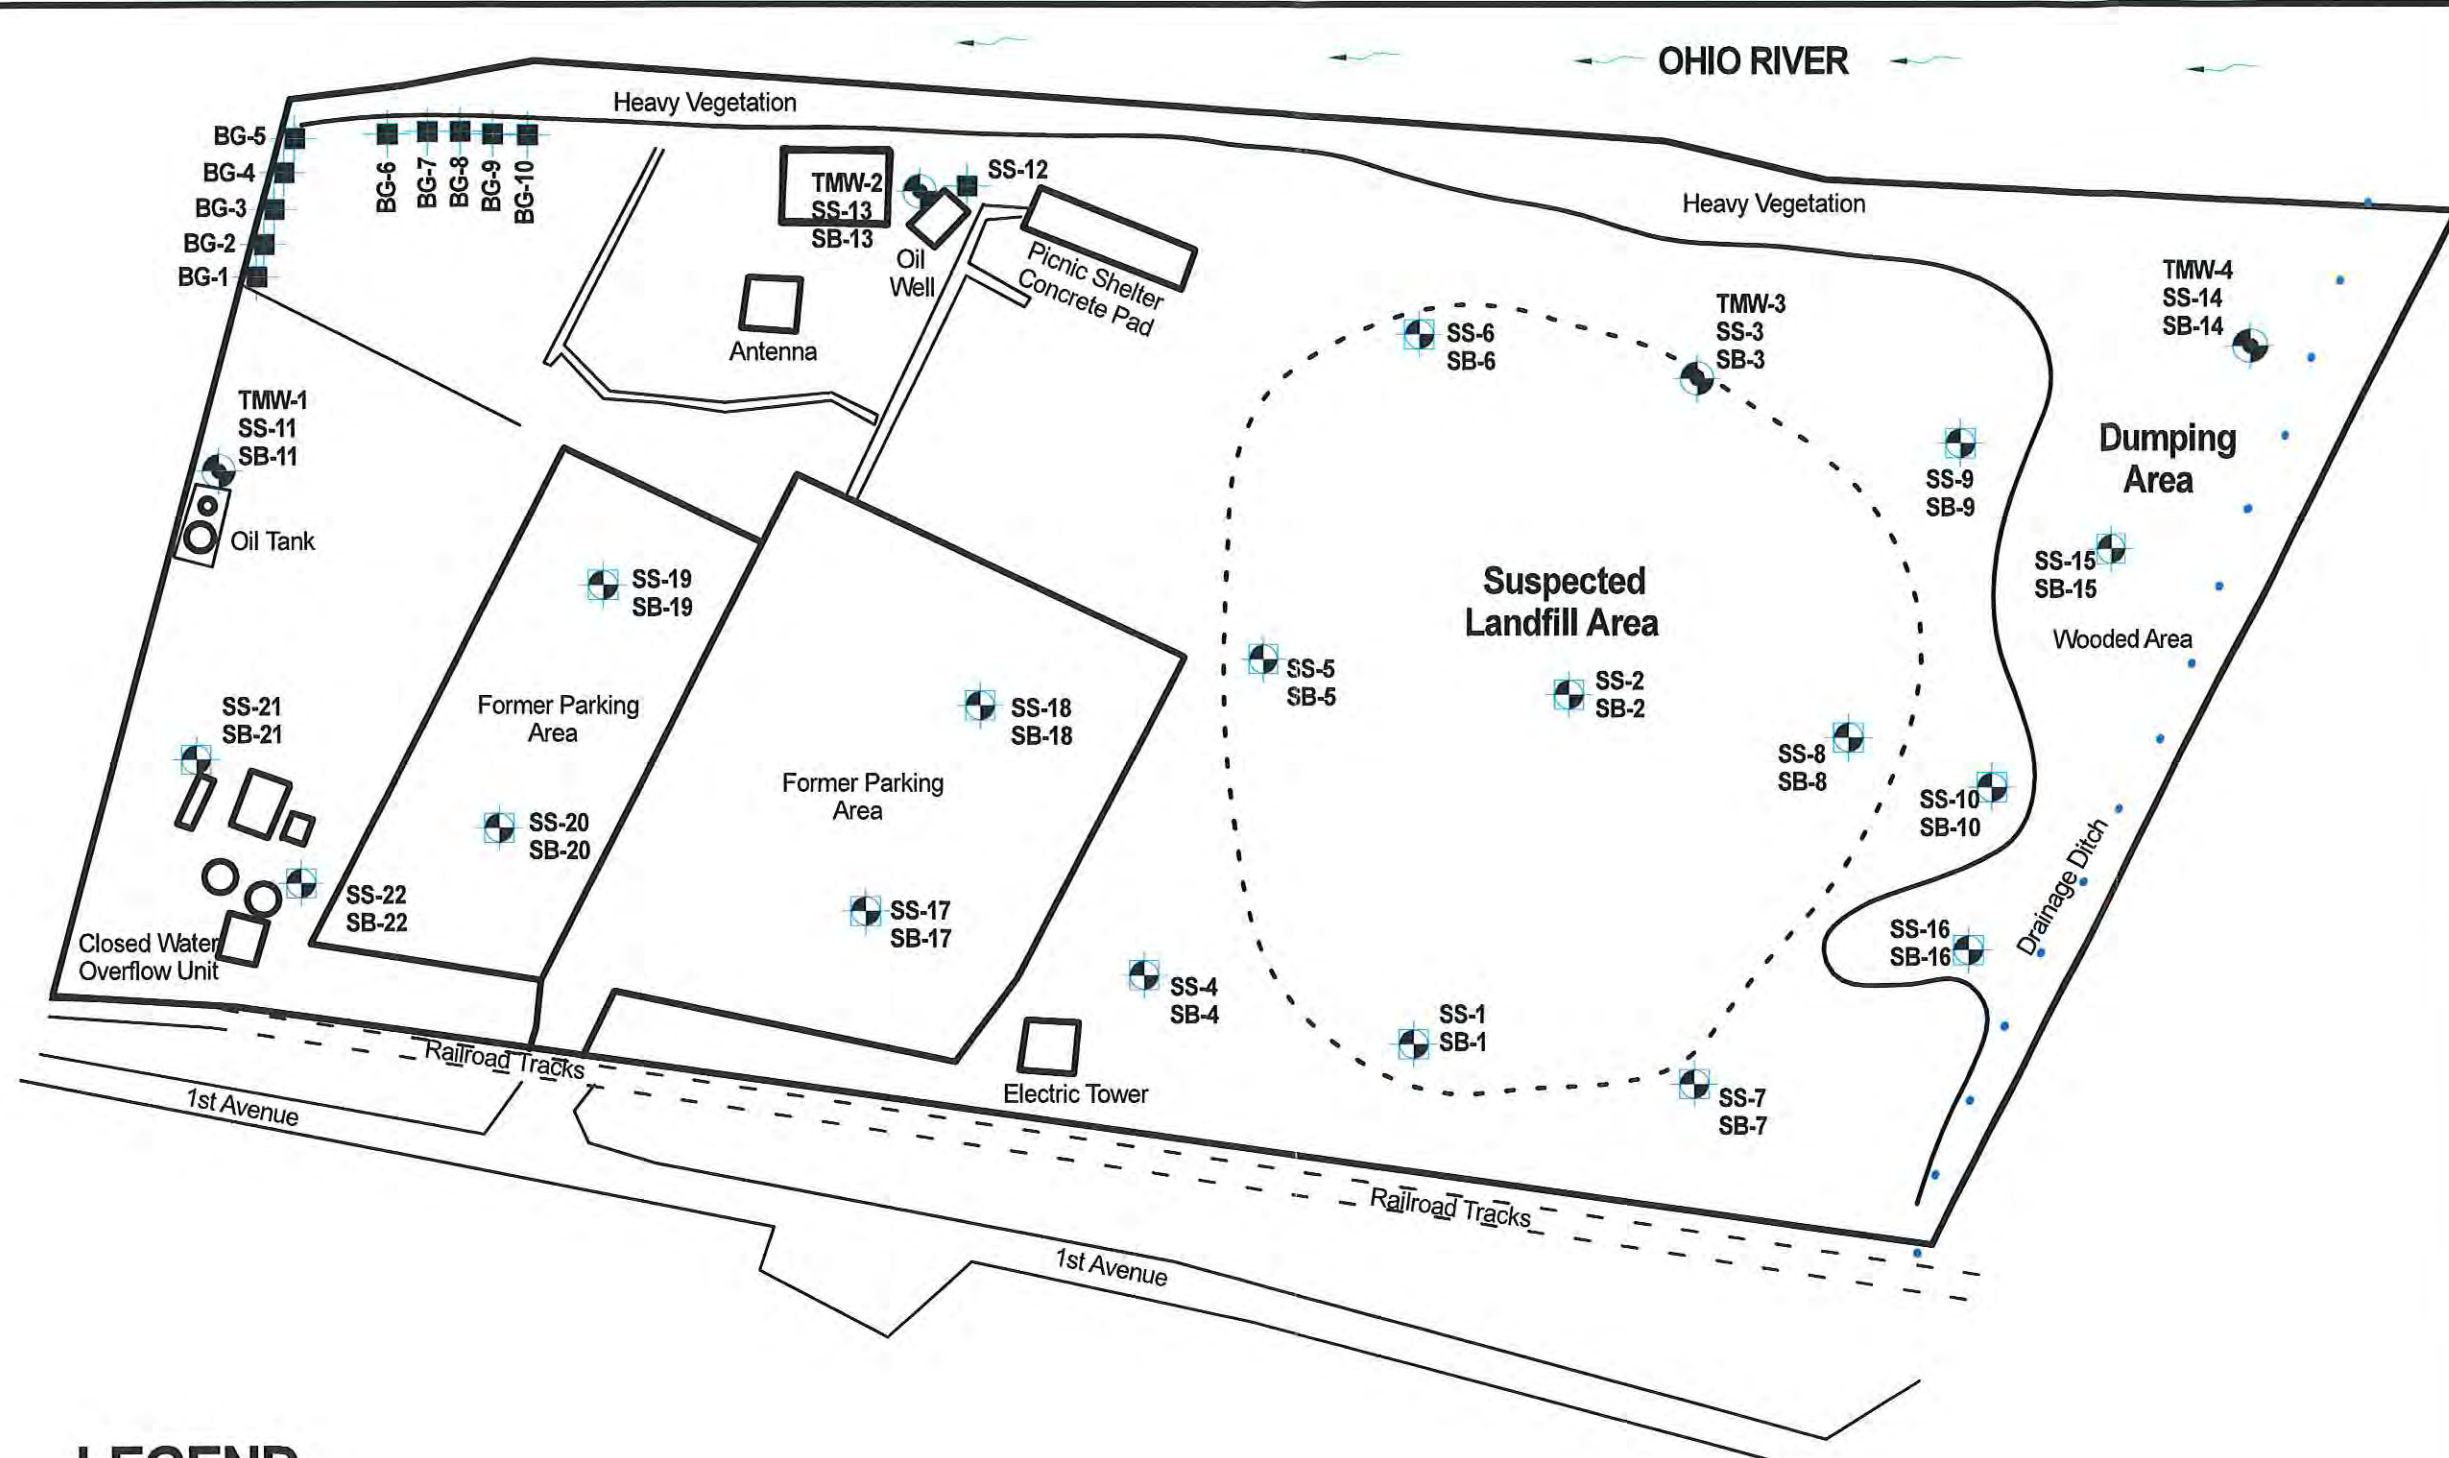 OHIO RIVER
Heavy Vegetation
BG-5
BG-4
BG-3
BG-2
BG-1
BG-6
BG-7
BG-8
BG-9
BG-10
TMW-2
SS-13
SB-13
SS-12
Oil
Well
Picnic Shelter
Concrete Pad
Antenna
Heavy Vegetation
TMW-4
SS-14
SB-14
TMW-3
SS-3
SB-3
SS-6
SB-6
TMW-1
SS-11
SB-11
Oil Tank
Dumping
Area
SS-9
SB-9
SS-15
SB-15
Wooded Area
SS-19
SB-19
Suspected
Landfill Area
SS-5
SB-5
SS-2
SB-2
SS-8
SB-8
SS-10
SB-10
SS-21
SB-21
Former Parking
Area
SS-18
SB-18
Former Parking
Area
SS-20
SB-20
SS-22
SB-22
SS-17
SB-17
Closed Water
Overflow Unit
SS-16
SB-16
Drainage Ditch
SS-4
SB-4
SS-1
SB-1
SS-7
SB-7
Electric Tower
Railroad Tracks
1st Avenue
Railroad Tracks
1st Avenue
LEGEND